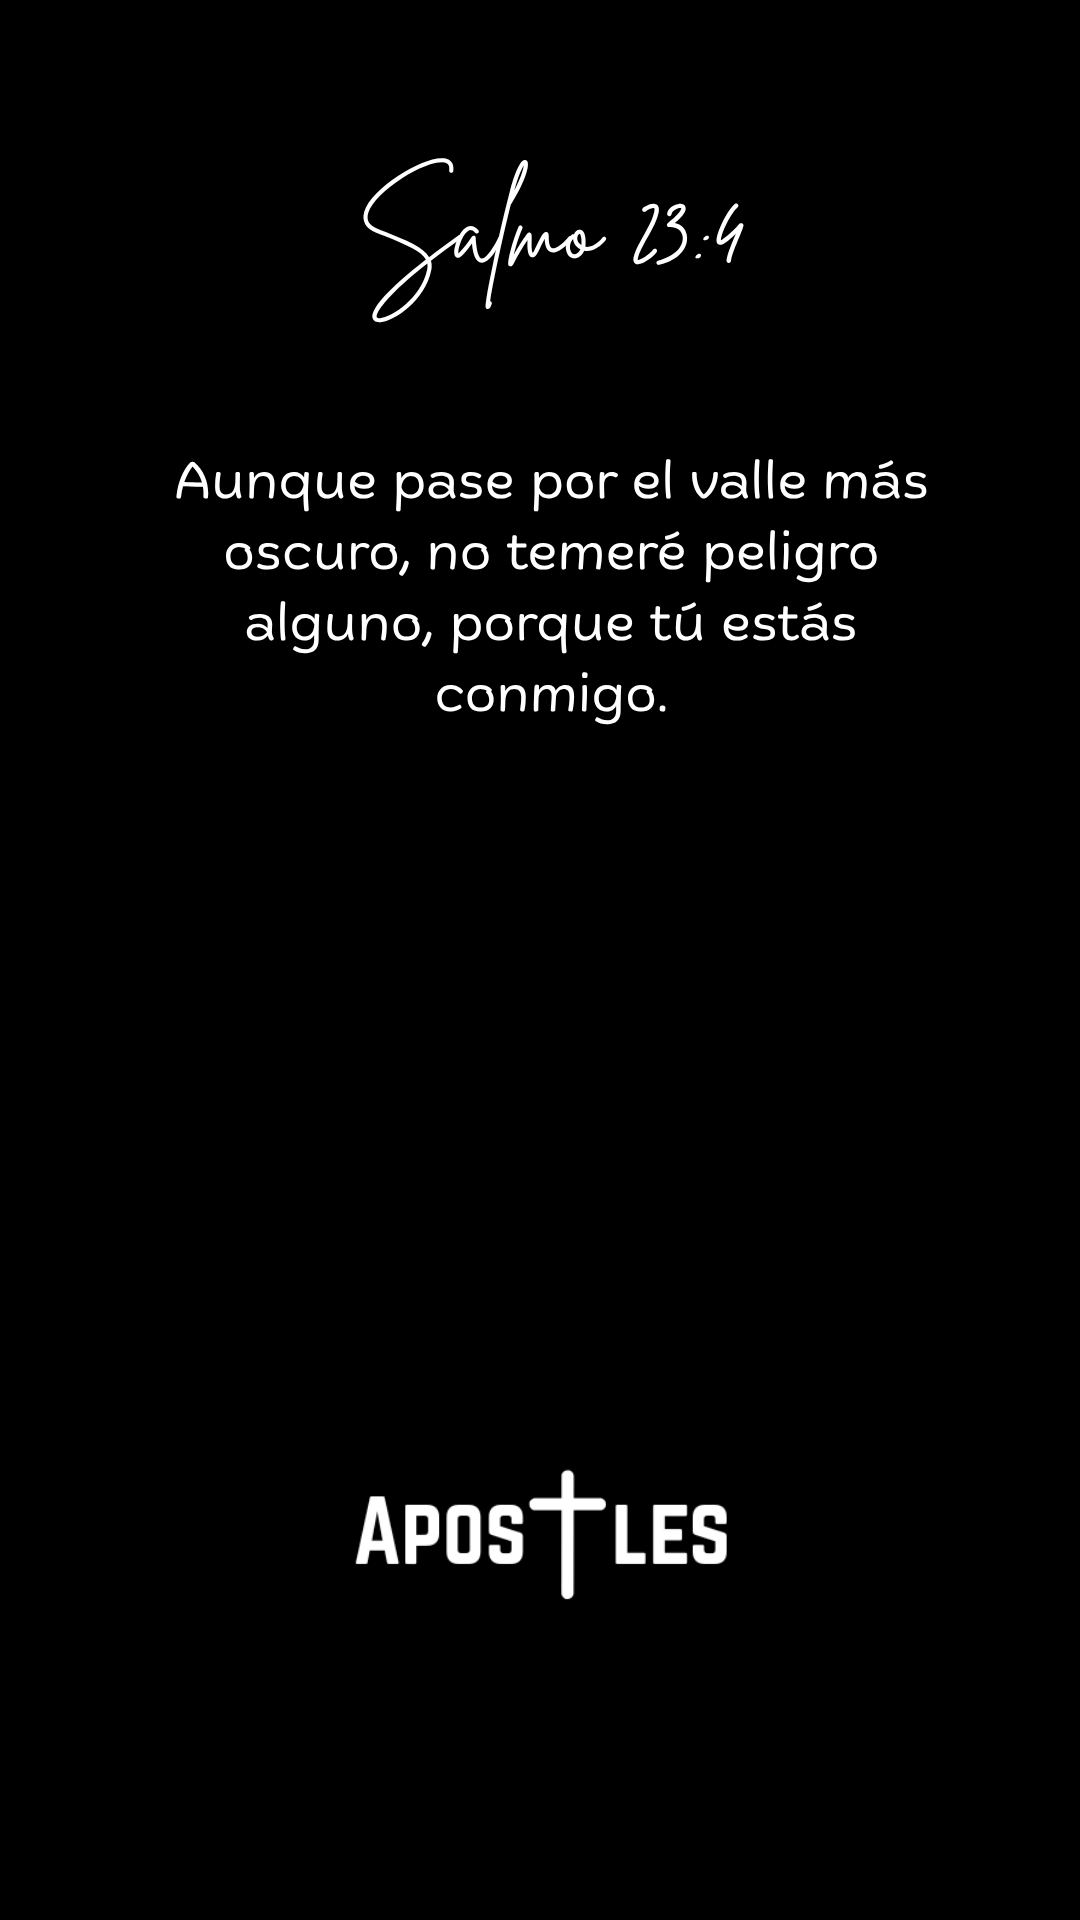 Salmo 23:4
Aunque pase por el valle más
oscuro, no temeré peligro
alguno, porque tú estás
conmigo.
Apos†les